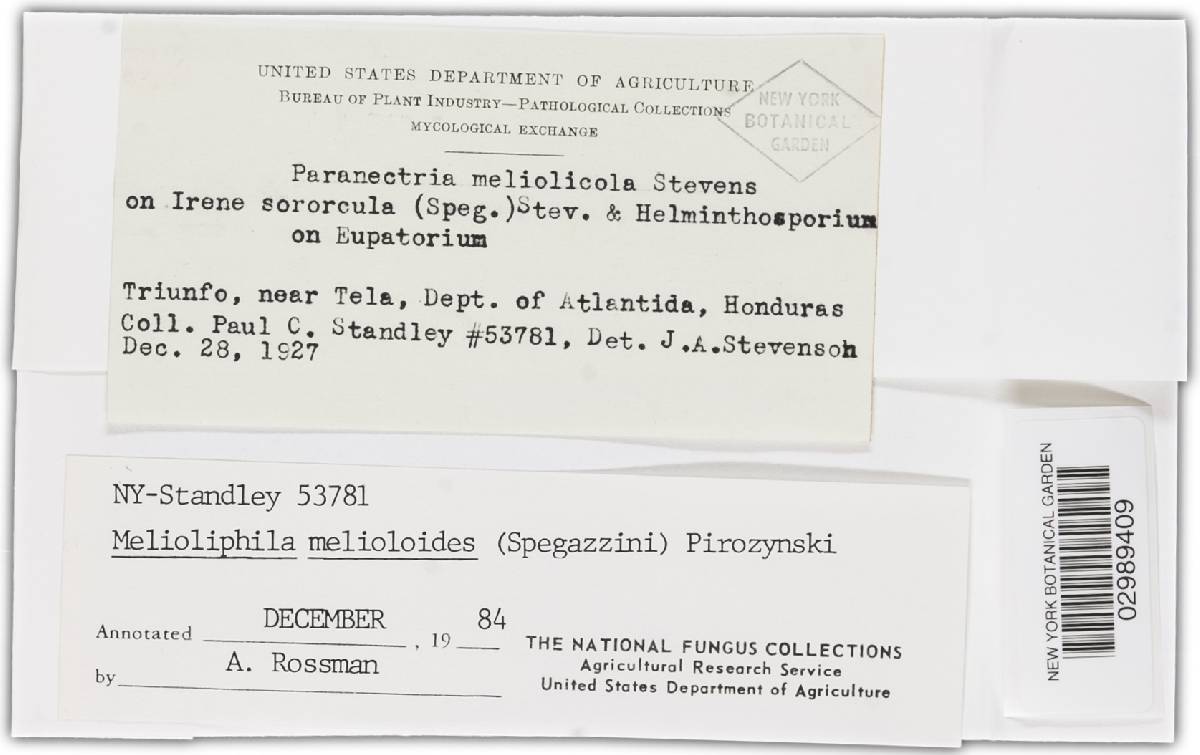 UNITED STATES DEPARTMENT OF AGRICULTURE
BUREAU OF PLANT INDUSTRY—PATHOLOGICAL COLLECTIONS
MYCOLOGICAL EXCHANGE
NEW YORK
BOTANICAL
GARDEN
Paranectria meliolicola Stevens
on Irene sororcula (Speg.)Stev. & Helminthosporium
on Eupatorium
Triunfo, near Tela, Dept. of Atlantida, Honduras
Coll. Paul C. Standley #53781, Det. J.A.Stevenson
Dec. 28, 1927
NY-Standley 53781
Melioliphila melioloides (Spegazzini) Pirozynski
Annotated DECEMBER , 19 84
by A. Rossman
THE NATIONAL FUNGUS COLLECTIONS
Agricultural Research Service
United States Department of Agriculture
NEW YORK BOTANICAL GARDEN
02989409